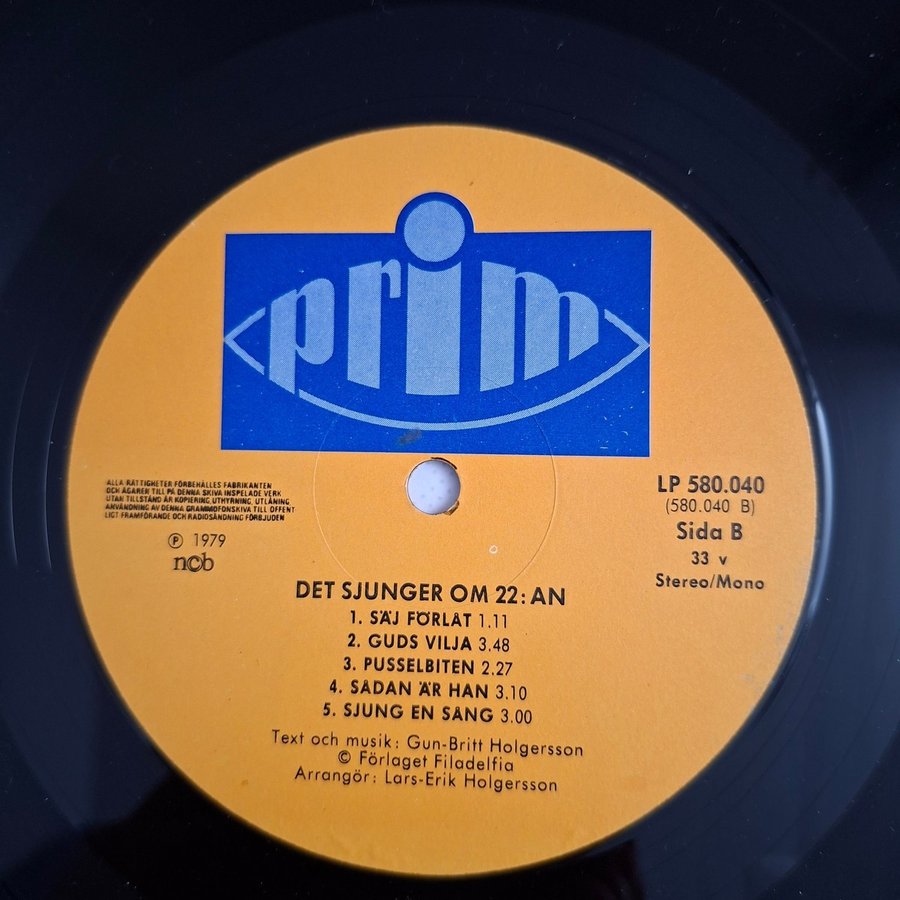 prim
ALLA RÄTTIGHETER FÖRBEHÅLLES FABRIKANTEN
OCH ÄGAREN TILL PÅ DENNA SKIVA INSPELADE VERK
UTAN TILLSTÅND ÄR KOPIERING, UTHYRNING, UTLÅNING,
ANVÄNDNING AV DENNA GRAMMOFONSKIVA TILL OFFENT
LIGT FRAMFÖRANDE OCH RADIOSÄNDNING FÖRBJUDEN
Ⓟ 1979
ncb
LP 580.040
(580.040 B)
Sida B
33 v
Stereo/Mono
DET SJUNGER OM 22:AN
1. SÄJ FÖRLÅT 1.11
2. GUDS VILJA 3.48
3. PUSSELBITEN 2.27
4. SÅDAN ÄR HAN 3.10
5. SJUNG EN SÅNG 3.00
Text och musik: Gun-Britt Holgersson
© Förlaget Filadelfia
Arrangör: Lars-Erik Holgersson